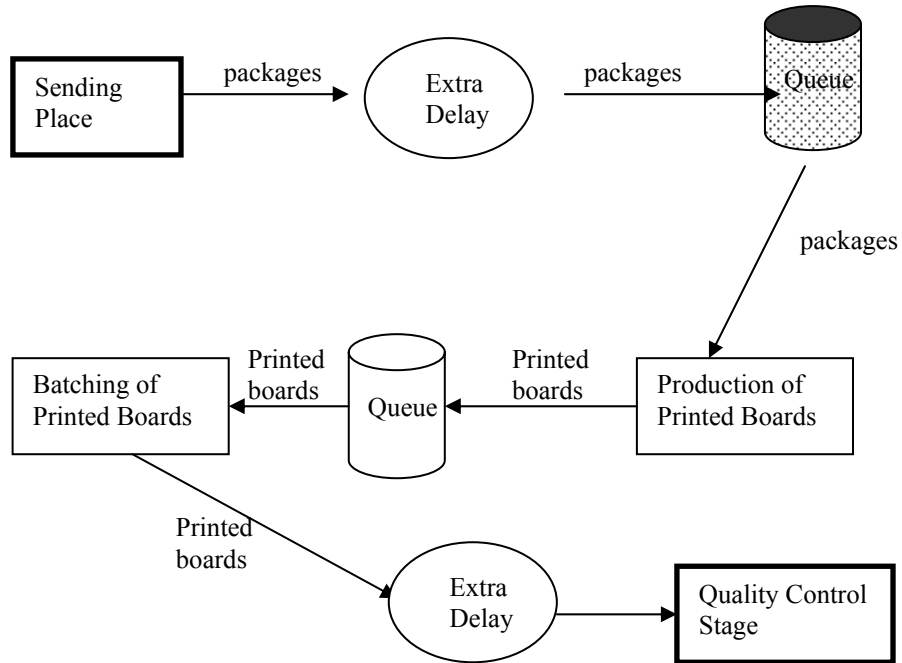 Sending
Place
packages
Extra
Delay
packages
Queue
packages
Production of
Printed Boards
Printed
boards
Queue
Printed
boards
Batching of
Printed Boards
Printed
boards
Extra
Delay
Quality Control
Stage